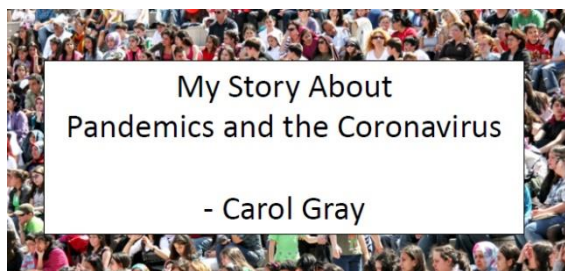 My Story About
Pandemics and the Coronavirus
- Carol Gray